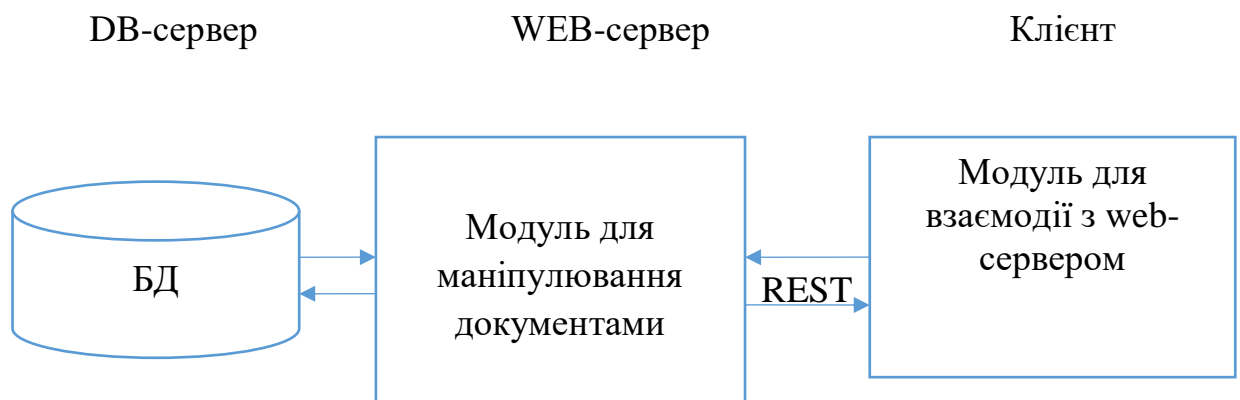 DB-сервер
WEB-сервер
Клієнт
БД
Модуль для
маніпулювання
документами
REST
Модуль для
взаємодії з web-
сервером